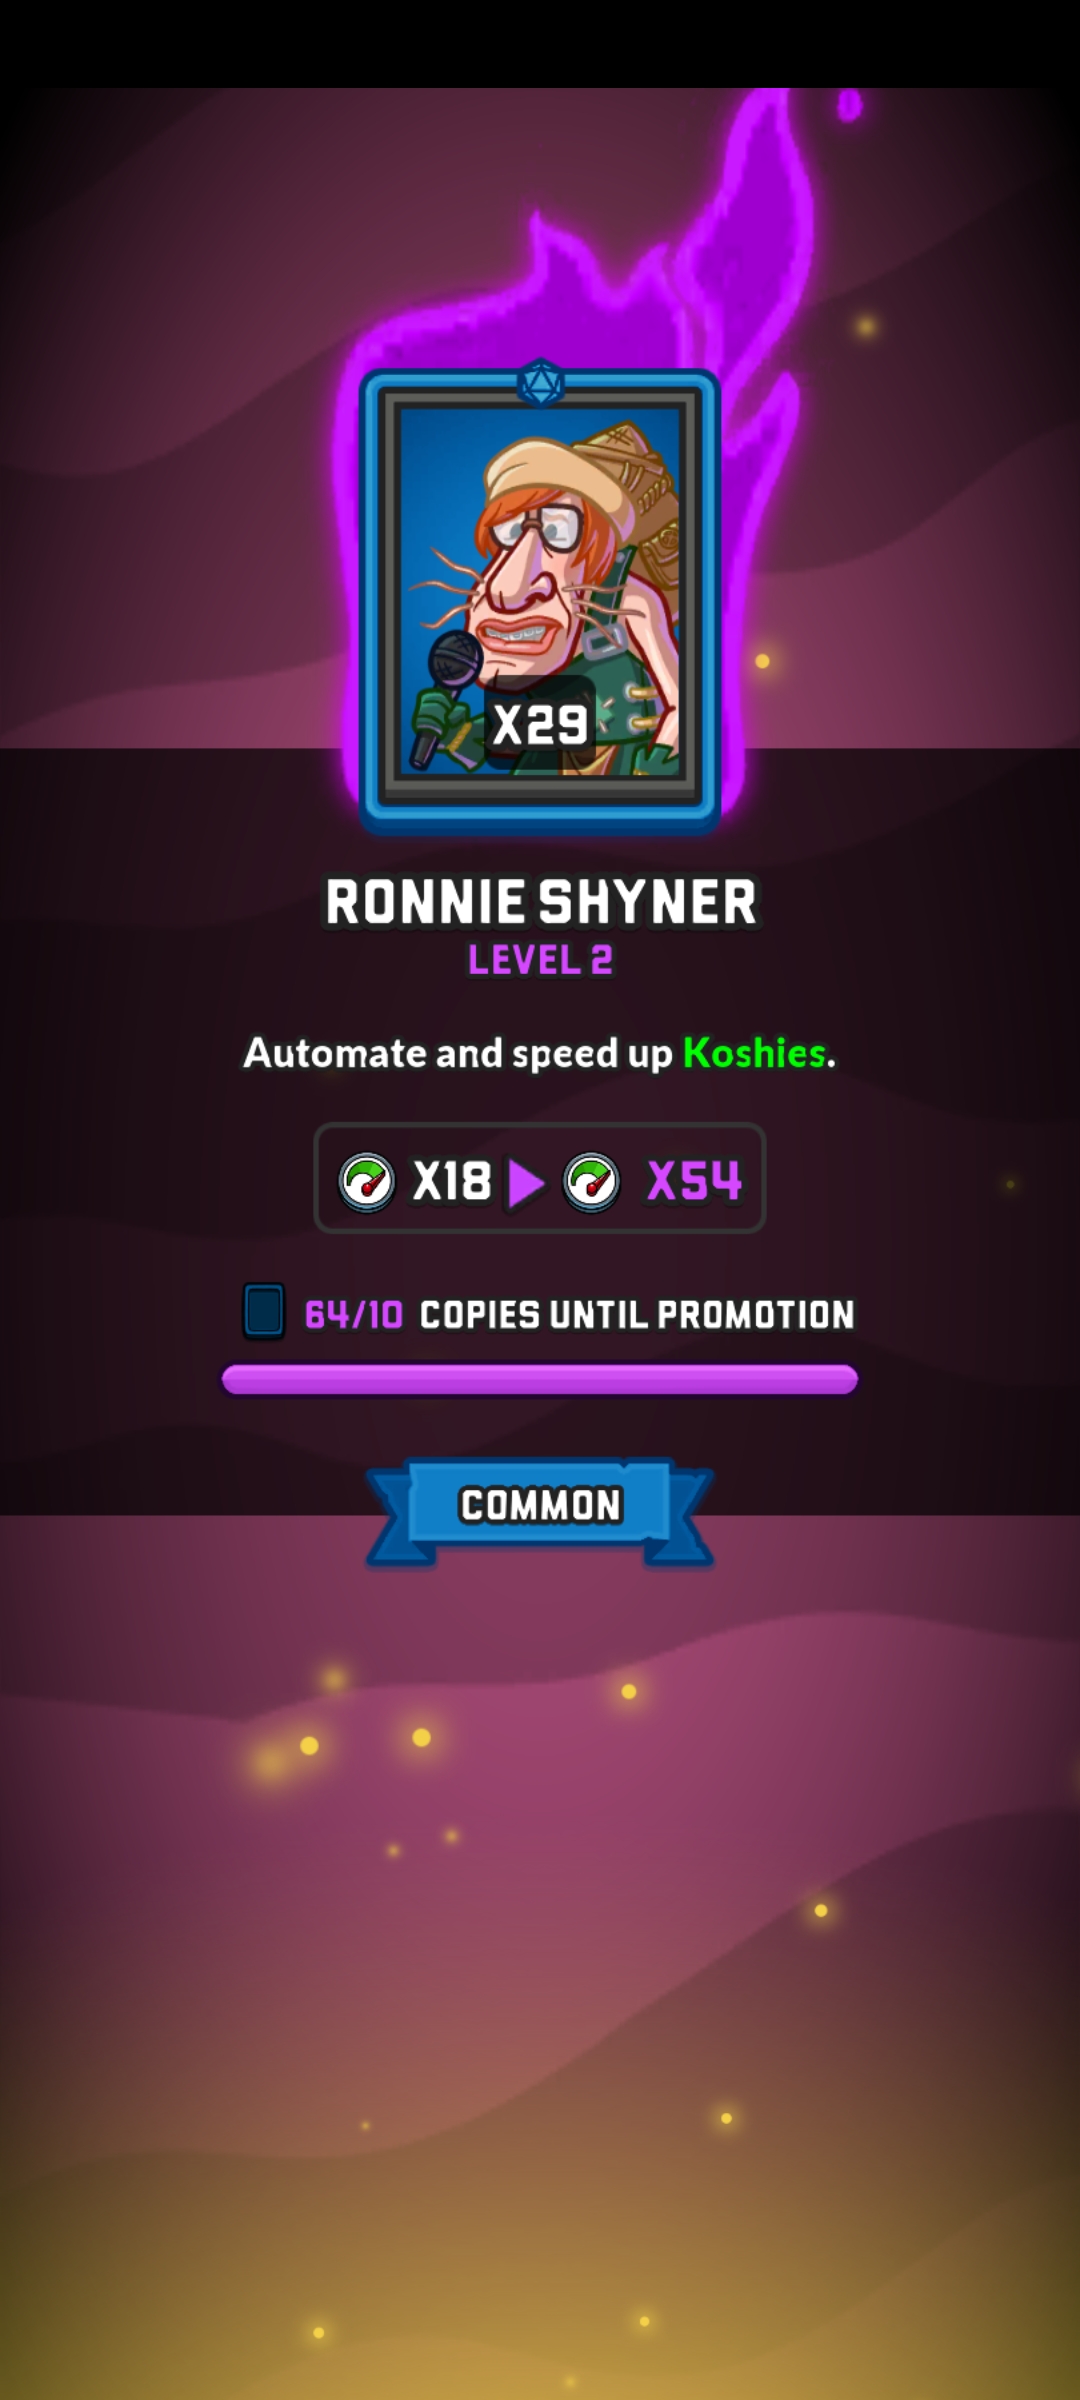 X29
RONNIE SHYNER
LEVEL 2
Automate and speed up Koshies.
X18 X54
64/10 COPIES UNTIL PROMOTION
COMMON